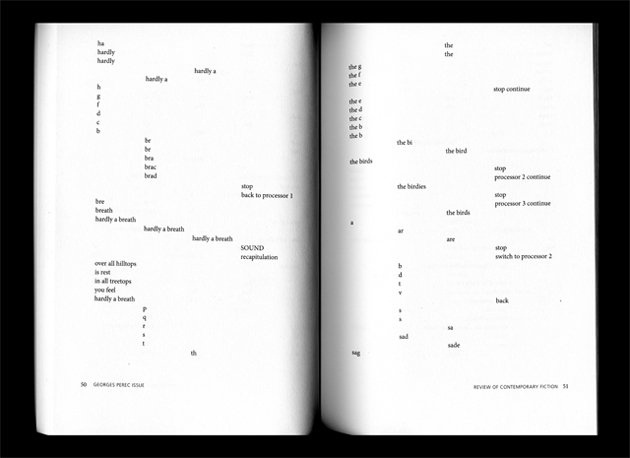 ha
hardly
hardly
hardly a
hardly a
h
g
f
d
c
b
br
br
bra
brac
brad
stop
back to processor 1
bre
breath
hardly a breath
hardly a breath
hardly a breath
SOUND
recapitulation
over all hilltops
is rest
in all treetops
you feel
hardly a breath
p
q
r
s
t
th
50 GEORGES PEREC ISSUE
the
the
the g
the f
the e
stop continue
the e
the d
the c
the b
the b
the bi
the bird
the birds
stop
processor 2 continue
the birdies
stop
processor 3 continue
the birds
a
ar
are
stop
switch to processor 2
b
d
t
v
back
s
s
sa
sad
sade
sag
REVIEW OF CONTEMPORARY FICTION 51